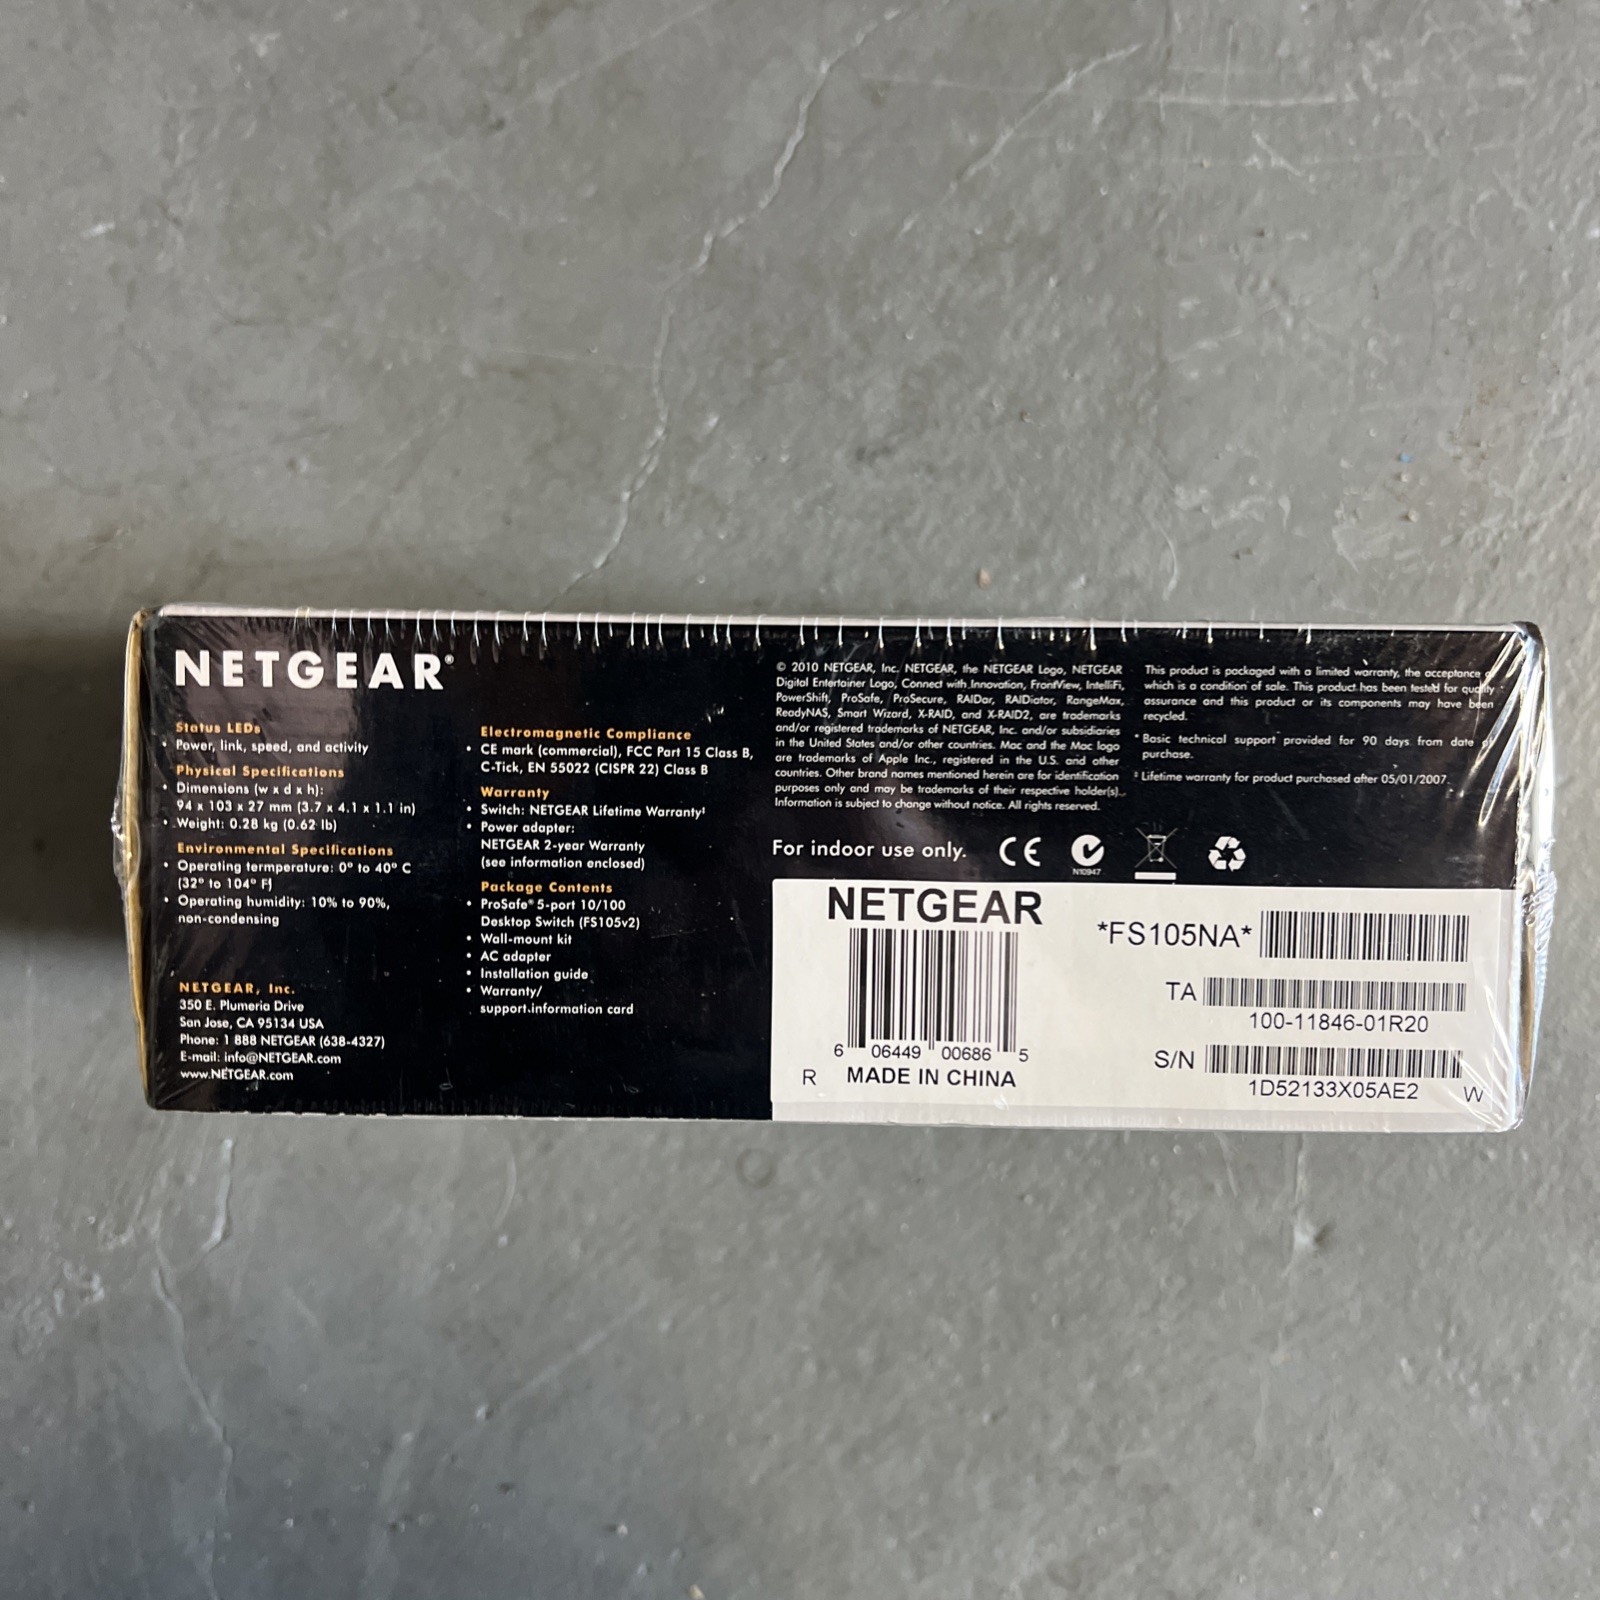 NETGEAR®
Status LEDs
• Power, link, speed, and activity
Physical Specifications
• Dimensions (w x d x h):
94 x 103 x 27 mm (3.7 x 4.1 x 1.1 in)
• Weight: 0.28 kg (0.62 lb)
Environmental Specifications
• Operating termperature: 0° to 40° C
(32° to 104° F)
• Operating humidity: 10% to 90%,
non-condensing
NETGEAR, Inc.
350 E. Plumeria Drive
San Jose, CA 95134 USA
Phone: 1 888 NETGEAR (638-4327)
E-mail: info@NETGEAR.com
www.NETGEAR.com
Electromagnetic Compliance
• CE mark (commercial), FCC Part 15 Class B,
C-Tick, EN 55022 (CISPR 22) Class B
Warranty
• Switch: NETGEAR Lifetime Warranty‡
• Power adapter:
NETGEAR 2-year Warranty
(see information enclosed)
Package Contents
• ProSafe® 5-port 10/100
Desktop Switch (FS105v2)
• Wall-mount kit
• AC adapter
• Installation guide
• Warranty/
support information card
© 2010 NETGEAR, Inc. NETGEAR, the NETGEAR Logo, NETGEAR
Digital Entertainer Logo, Connect with Innovation, FrontView, IntelliFi,
PowerShift, ProSafe, ProSecure, RAIDar, RAIDiator, RangeMax,
ReadyNAS, Smart Wizard, X-RAID, and X-RAID2, are trademarks
and/or registered trademarks of NETGEAR, Inc. and/or subsidiaries
in the United States and/or other countries. Mac and the Mac logo
are trademarks of Apple Inc., registered in the U.S. and other
countries. Other brand names mentioned herein are for identification
purposes only and may be trademarks of their respective holder(s).
Information is subject to change without notice. All rights reserved.
This product is packaged with a limited warranty, the acceptance of
which is a condition of sale. This product has been tested for quality
assurance and this product or its components may have been
recycled.
* Basic technical support provided for 90 days from date of
purchase.
‡ Lifetime warranty for product purchased after 05/01/2007.
For indoor use only.
CE
N10947
NETGEAR
6 06449 00686 5
R MADE IN CHINA
*FS105NA*
TA
100-11846-01R20
S/N
1D52133X05AE2
W